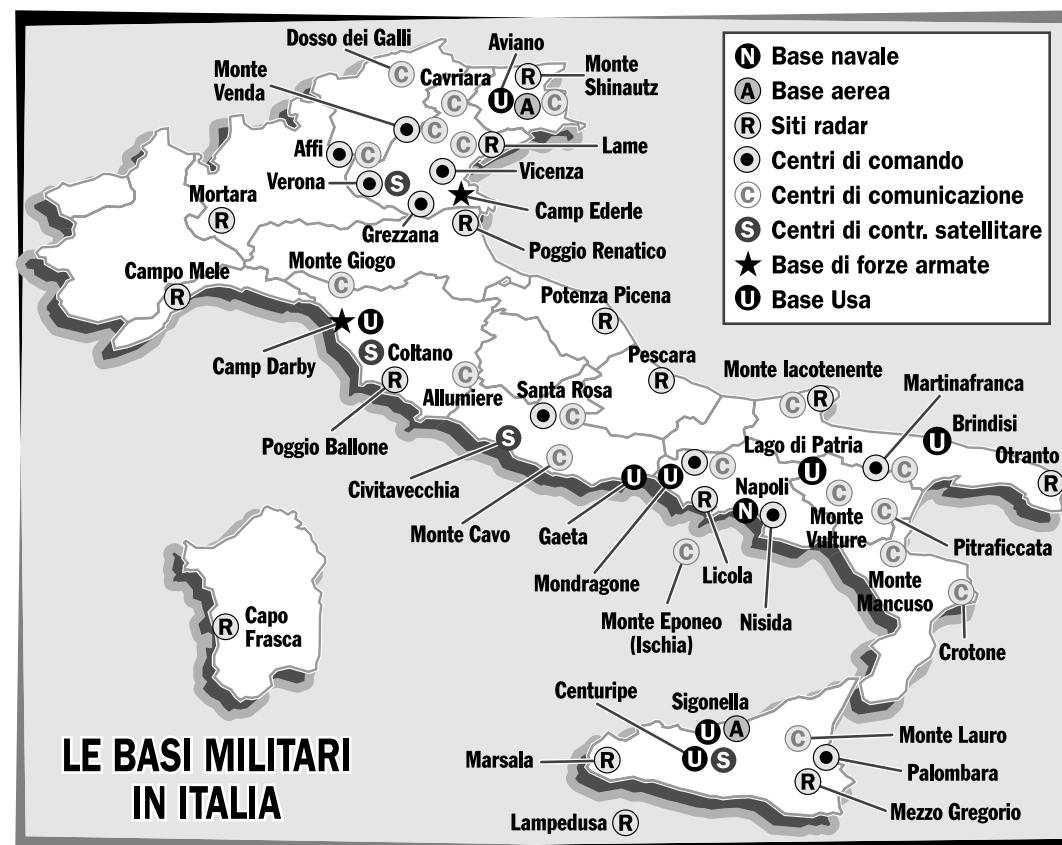 Dosso dei Galli
Aviano
Monte
Venda
Cavriara
Monte
Shinautz
C
R
C
U
A
C
C
C
R
Affi
C
Lame
Verona
S
Vicenza
Mortara
R
Camp Ederle
Grezzana
R
Poggio Renatico
Campo Mele
R
Monte Giogo
C
Potenza Picena
R
U
Camp Darby
S
Coltano
R
Allumiere
C
Pescara
R
Poggio Ballone
Santa Rosa
C
Monte Iacotenente
C
R
Martinafranca
Brindisi
U
Civitavecchia
S
C
Monte Cavo
Lago di Patria
U
C
Otranto
R
Gaeta
U
U
C
Mondragone
R
Licola
Napoli
N
C
Monte
Vulture
C
Pitraficcata
C
Monte Eponeo
(Ischia)
Nisida
C
Monte
Mancuso
C
Crotone
R
Capo
Frasca
Centuripe
Sigonella
U
A
U
S
C
Monte Lauro
Marsala
R
Palombara
R
Mezzo Gregorio
Lampedusa
R
N Base navale
A Base aerea
R Siti radar
Centri di comando
C Centri di comunicazione
S Centri di contr. satellitare
Base di forze armate
U Base Usa
LE BASI MILITARI
IN ITALIA